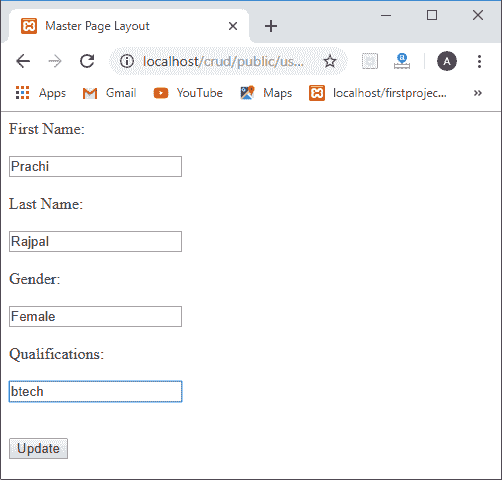 Master Page Layout
localhost/crud/public/us...
A
a
Apps
Gmail
YouTube
Maps
localhost/firstprojec...
First Name:
Prachi
Last Name:
Rajpal
Gender:
Female
Qualifications:
btech
Update